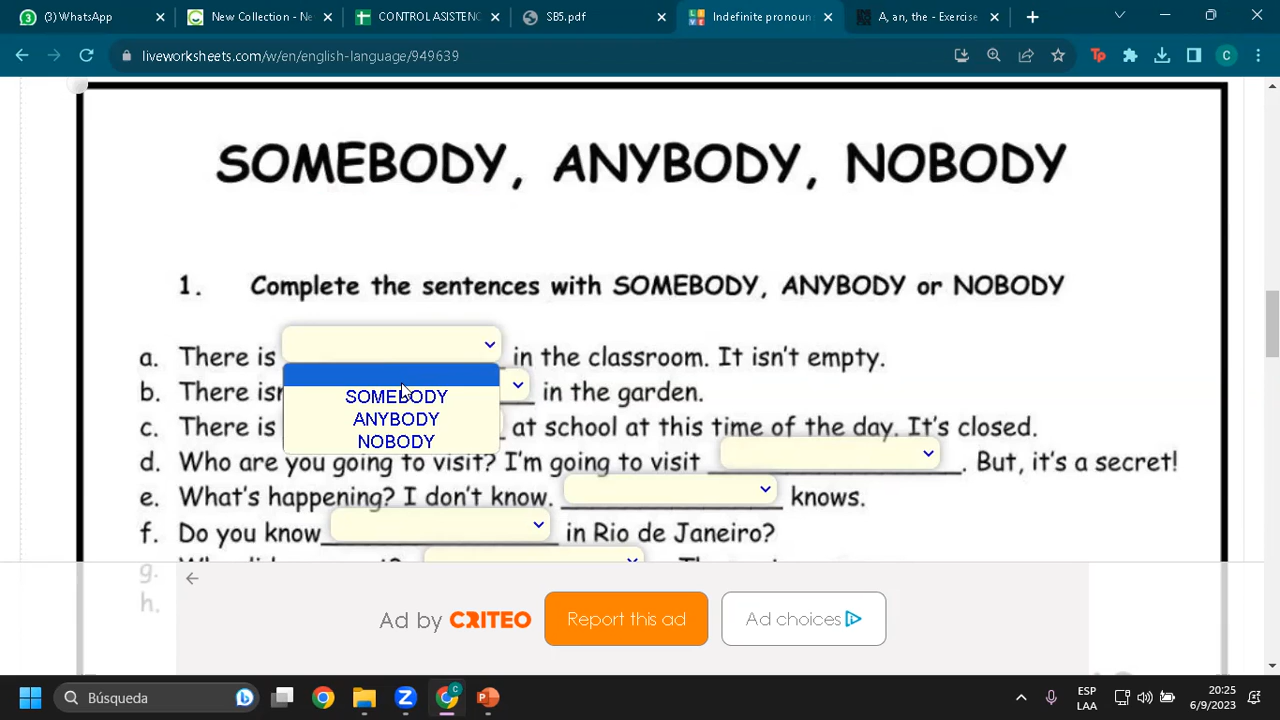 (3) WhatsApp
New Collection - Ne
CONTROL ASISTENC
SB5.pdf
Indefinite pronoun
A, an, the - Exercise
liveworksheets.com/w/en/english-language/949639
SOMEBODY, ANYBODY, NOBODY
1. Complete the sentences with SOMEBODY, ANYBODY or NOBODY
a. There is in the classroom. It isn't empty.
b. There isn in the garden.
c. There is at school at this time of the day. It's closed.
SOMEBODY
ANYBODY
NOBODY
d. Who are you going to visit? I'm going to visit . But, it's a secret!
e. What's happening? I don't know. knows.
f. Do you know in Rio de Janeiro?
g.
h.
Ad by CRITEO
Report this ad
Ad choices
Búsqueda
ESP
LAA
20:25
6/9/2023